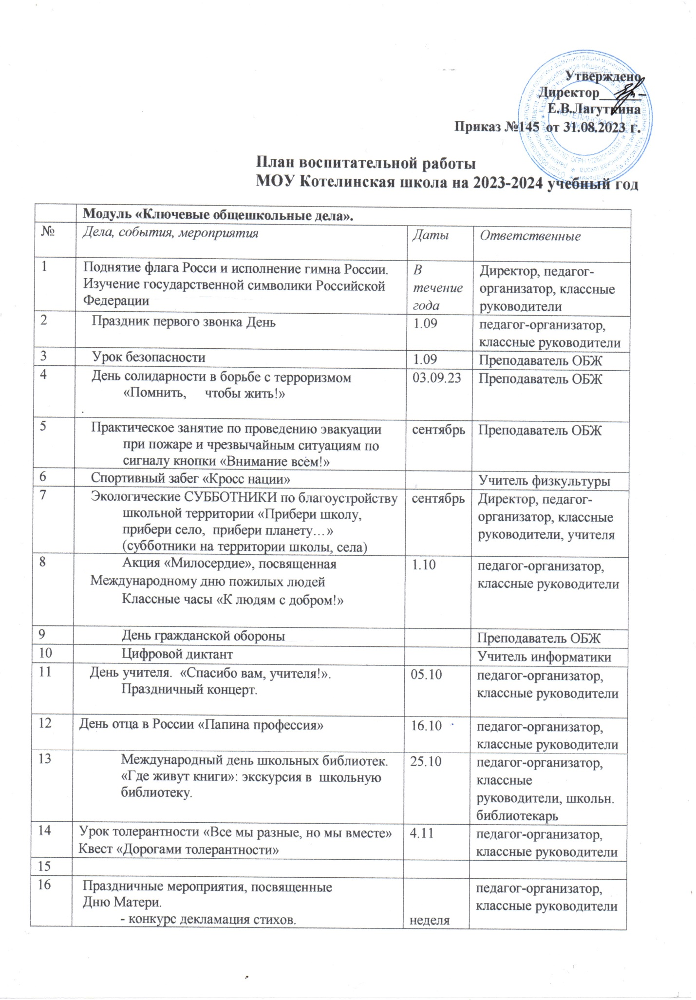 Утверждено
Директор______
Е.В.Лагуткина
Приказ №145 от 31.08.2023 г.
КОТЕЛИНСКАЯ
План воспитательной работы
МОУ Котелинская школа на 2023-2024 учебный год
Модуль «Ключевые общешкольные дела».
№ Дела, события, мероприятия Даты Ответственные
1 Поднятие флага Росси и исполнение гимна России. В Директор, педагог-
Изучение государственной символики Российской течение организатор, классные
Федерации года руководители
2 Праздник первого звонка День 1.09 педагог-организатор,
классные руководители
3 Урок безопасности 1.09 Преподаватель ОБЖ
4 День солидарности в борьбе с терроризмом 03.09.23 Преподаватель ОБЖ
«Помнить, чтобы жить!»
.
5 Практическое занятие по проведению эвакуации сентябрь Преподаватель ОБЖ
при пожаре и чрезвычайным ситуациям по
сигналу кнопки «Внимание всем!»
6 Спортивный забег «Кросс нации» Учитель физкультуры
7 Экологические СУББОТНИКИ по благоустройству сентябрь Директор, педагог-
школьной территории «Прибери школу, организатор, классные
прибери село, прибери планету…» руководители, учителя
(субботники на территории школы, села)
8 Акция «Милосердие», посвященная 1.10 педагог-организатор,
Международному дню пожилых людей классные руководители
Классные часы «К людям с добром!»
9 День гражданской обороны Преподаватель ОБЖ
10 Цифровой диктант Учитель информатики
11 День учителя. «Спасибо вам, учителя!». 05.10 педагог-организатор,
Праздничный концерт. классные руководители
12 День отца в России «Папина профессия» 16.10 педагог-организатор,
классные руководители
13 Международный день школьных библиотек. 25.10 педагог-организатор,
«Где живут книги»: экскурсия в школьную классные
библиотеку. руководители, школьн.
библиотекарь
14 Урок толерантности «Все мы разные, но мы вместе» 4.11 педагог-организатор,
Квест «Дорогами толерантности» классные руководители
15
16 Праздничные мероприятия, посвященные педагог-организатор,
Дню Матери. классные руководители
- конкурс декламация стихов. неделя